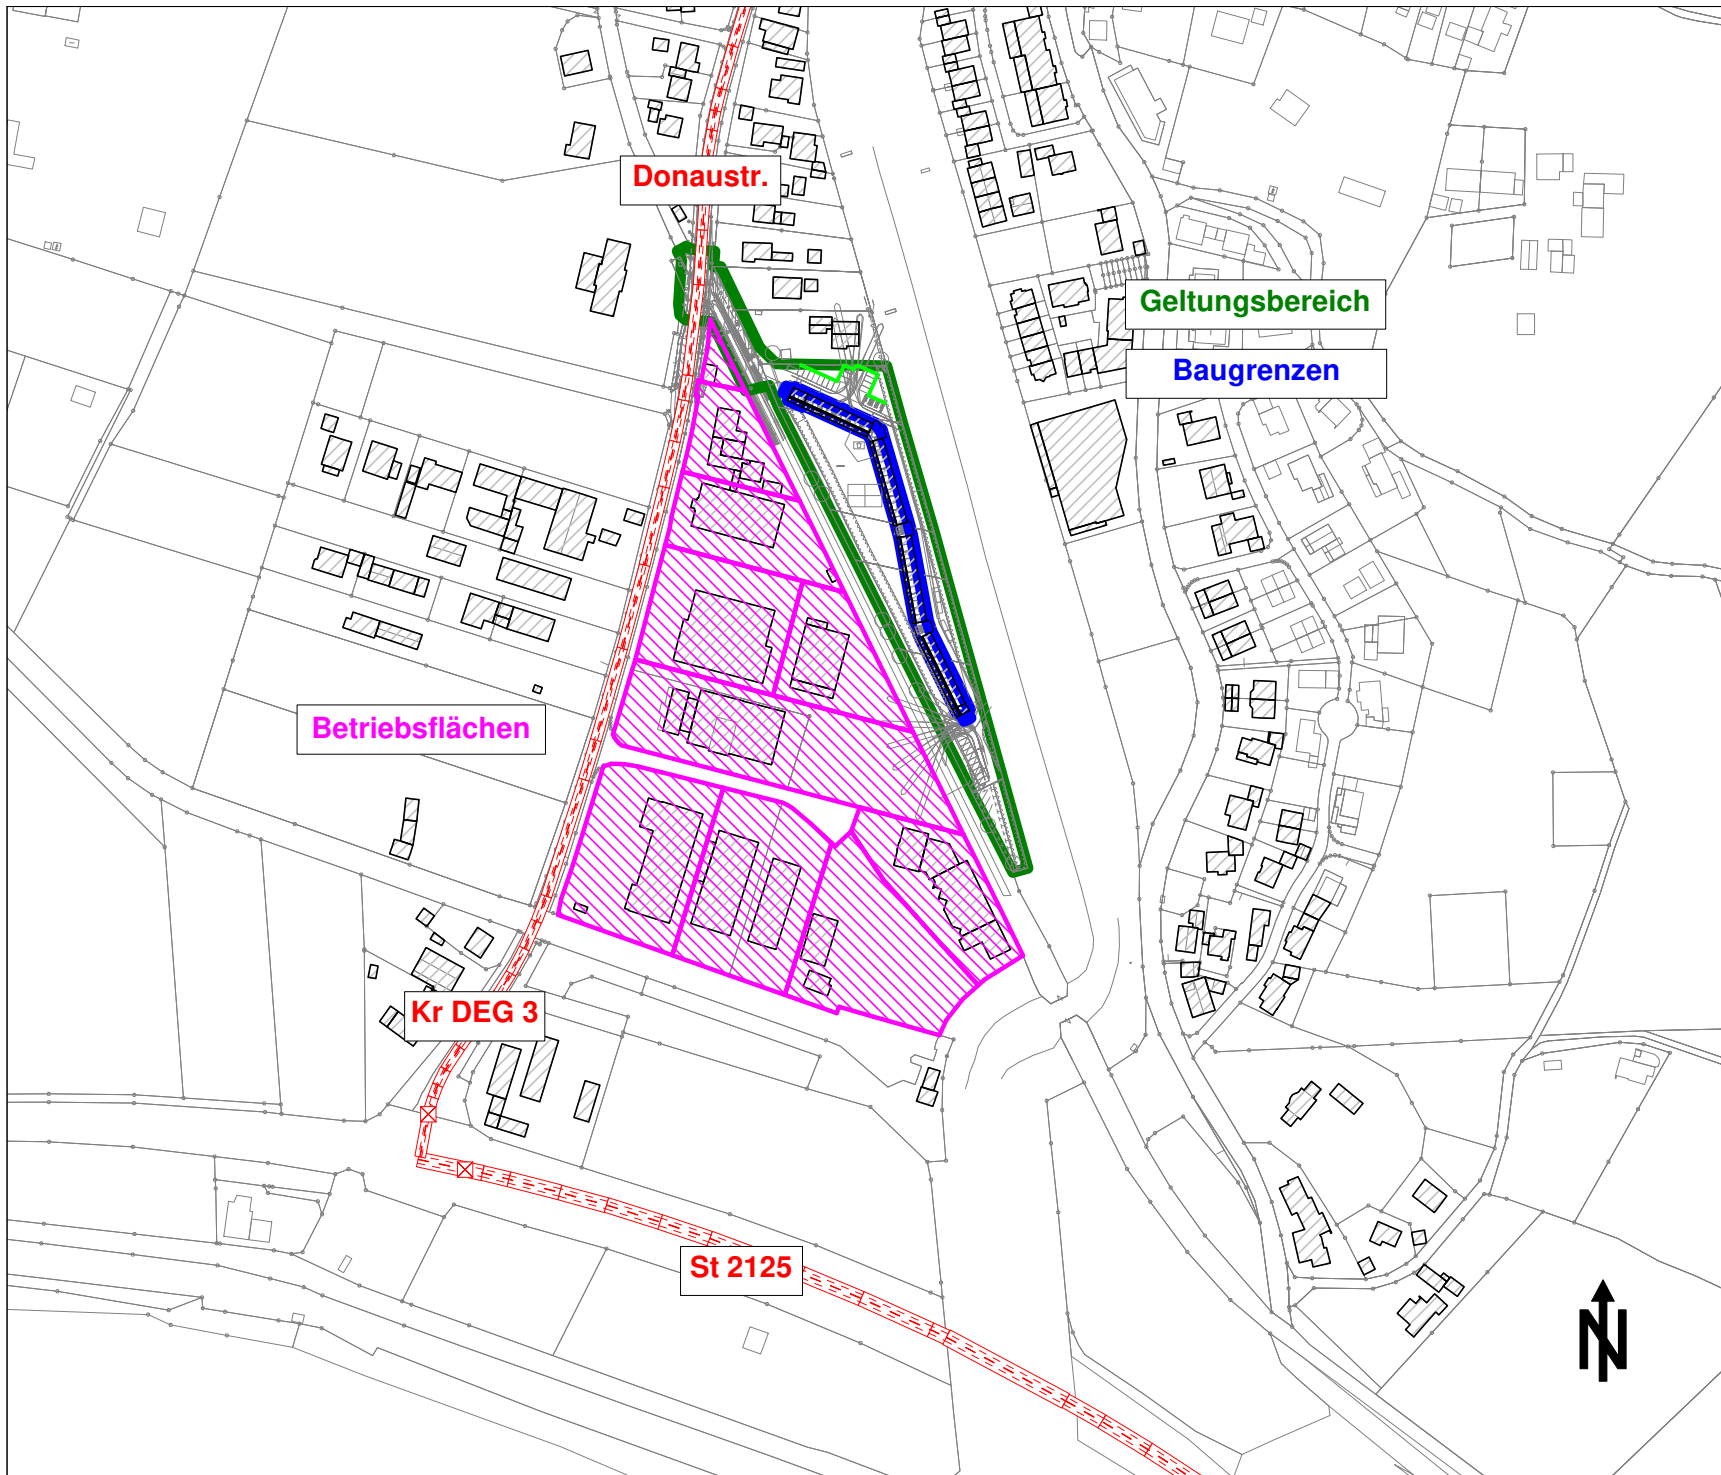 Donaustr.
Geltungsbereich
Baugrenzen
Betriebsflächen
Kr DEG 3
St 2125
N